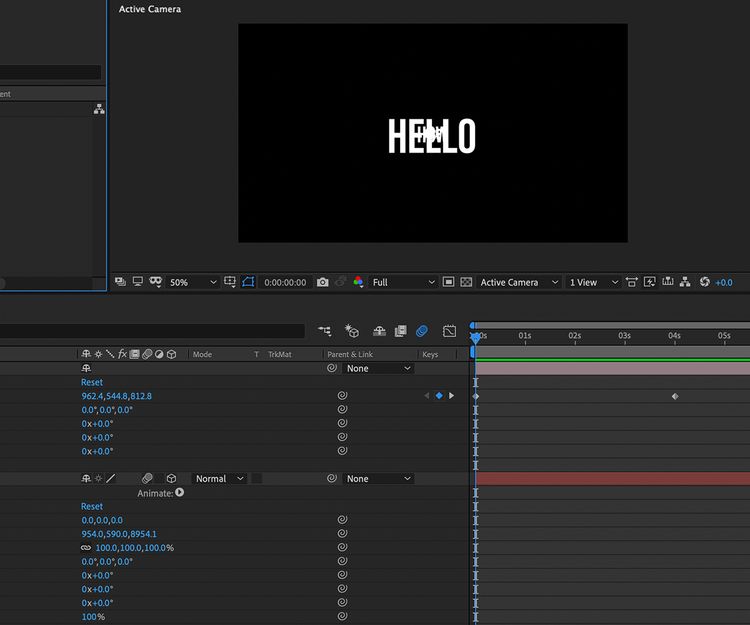 Active Camera
ent
HELLO
50%
0:00:00:00
Full
Active Camera
1 View
+0.0
00s
01s
02s
03s
04s
05s
fx
Mode
T
TrkMat
Parent & Link
Keys
None
Reset
962.4,544.8,812.8
0.0°,0.0°,0.0°
0x+0.0°
0x+0.0°
0x+0.0°
Normal
None
Animate:
Reset
0.0,0.0,0.0
954.0,590.0,8954.1
100.0,100.0,100.0%
0.0°,0.0°,0.0°
0x+0.0°
0x+0.0°
0x+0.0°
100%